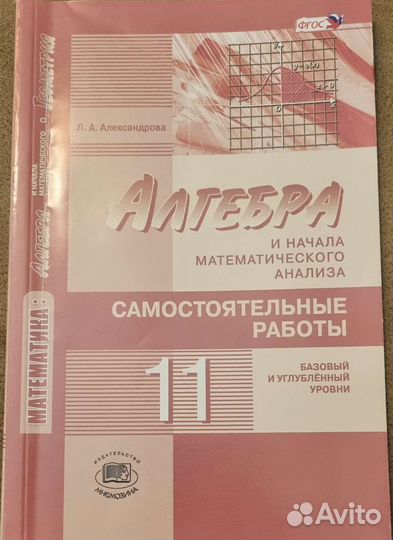 ФГОС
Л. А. Александрова
АЛГЕБРА
И НАЧАЛА
МАТЕМАТИЧЕСКОГО
АНАЛИЗА
САМОСТОЯТЕЛЬНЫЕ
РАБОТЫ
11
БАЗОВЫЙ
И УГЛУБЛЁННЫЙ
УРОВНИ
ИЗДАТЕЛЬСТВО
МНЕМОЗИНА
МАТЕМАТИКА:
АЛГЕБРА
И НАЧАЛА
МАТЕМАТИЧЕСКОГО
ГЕОМЕТРИЯ
Avito